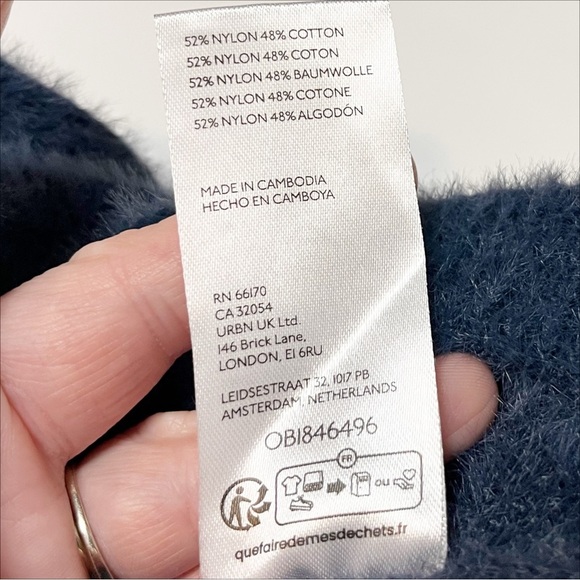 52% NYLON 48% COTTON
52% NYLON 48% COTON
52% NYLON 48% BAUMWOLLE
52% NYLON 48% COTONE
52% NYLON 48% ALGODÓN
MADE IN CAMBODIA
HECHO EN CAMBOYA
RN 66170
CA 32054
URBN UK Ltd.
146 Brick Lane,
LONDON, E1 6RU
LEIDSESTRAAT 32, 1017 PB
AMSTERDAM, NETHERLANDS
OB1846496
FR
ou
quefairedemesdechets.fr